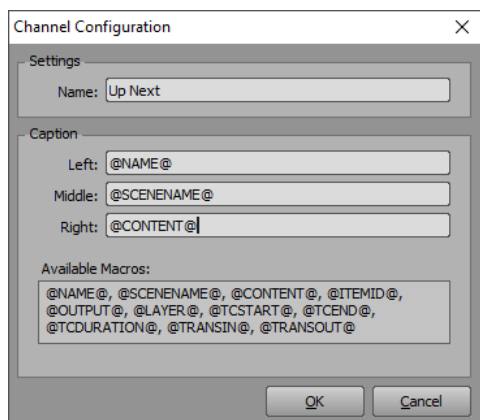 Channel Configuration
Settings
Name: Up Next
Caption
Left: @NAME@
Middle: @SCENENAME@
Right: @CONTENT@
Available Macros:
@NAME@, @SCENENAME@, @CONTENT@, @ITEMID@,
@OUTPUT@, @LAYER@, @TCSTART@, @TCEND@,
@TCDURATION@, @TRANSIN@, @TRANSOUT@
OK Cancel